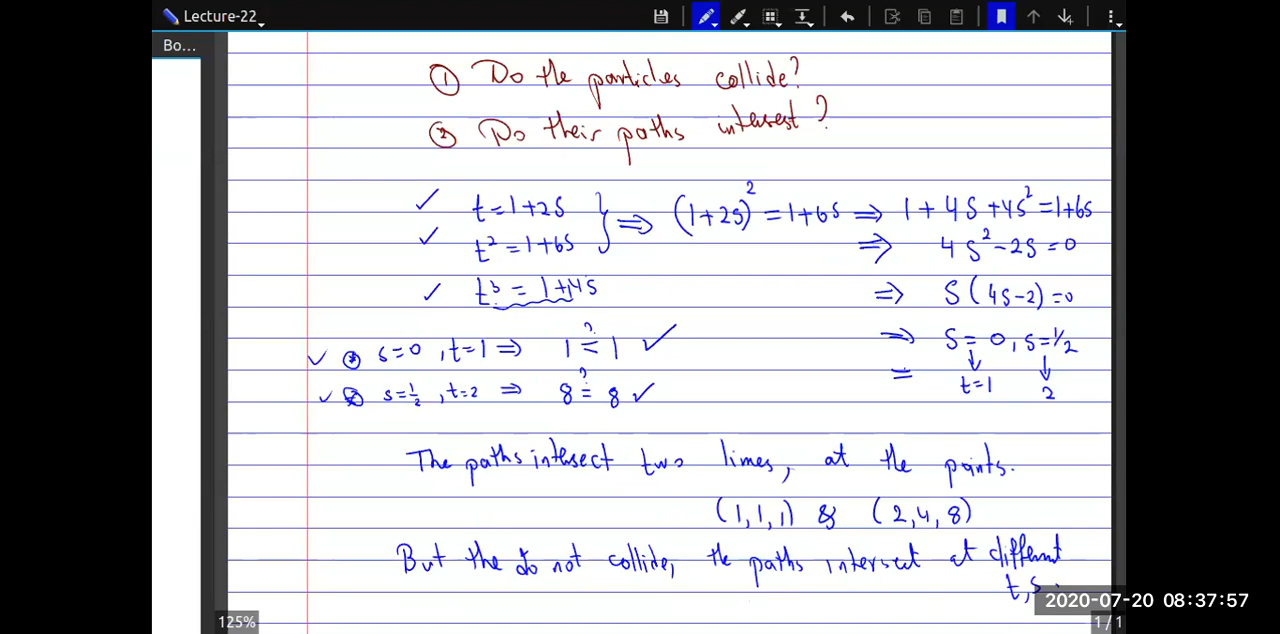 Lecture-22
Bo...
① Do the particles collide?
② Do their paths intersect?
✓ t=1+2s } ⇒ (1+2s)² = 1+6s ⇒ 1+4s+4s²=1+6s
✓ t² = 1+6s ⇒ 4s²-2s=0
✓ t³ = 1+14s ⇒ s(4s-2)=0
⇒ s= 0, s=1/2
✓ ① s=0, t=1 ⇒ 1 ?= 1 ✓
= ↓ t=1 ↓ 2
✓ ② s=1/2, t=2 ⇒ 8 ?= 8 ✓
The paths intersect two times, at the points.
(1,1,1) & (2,4,8)
But the do not collide, the paths intersect at different
t,s.
2020-07-20 08:37:57
125%
1/1